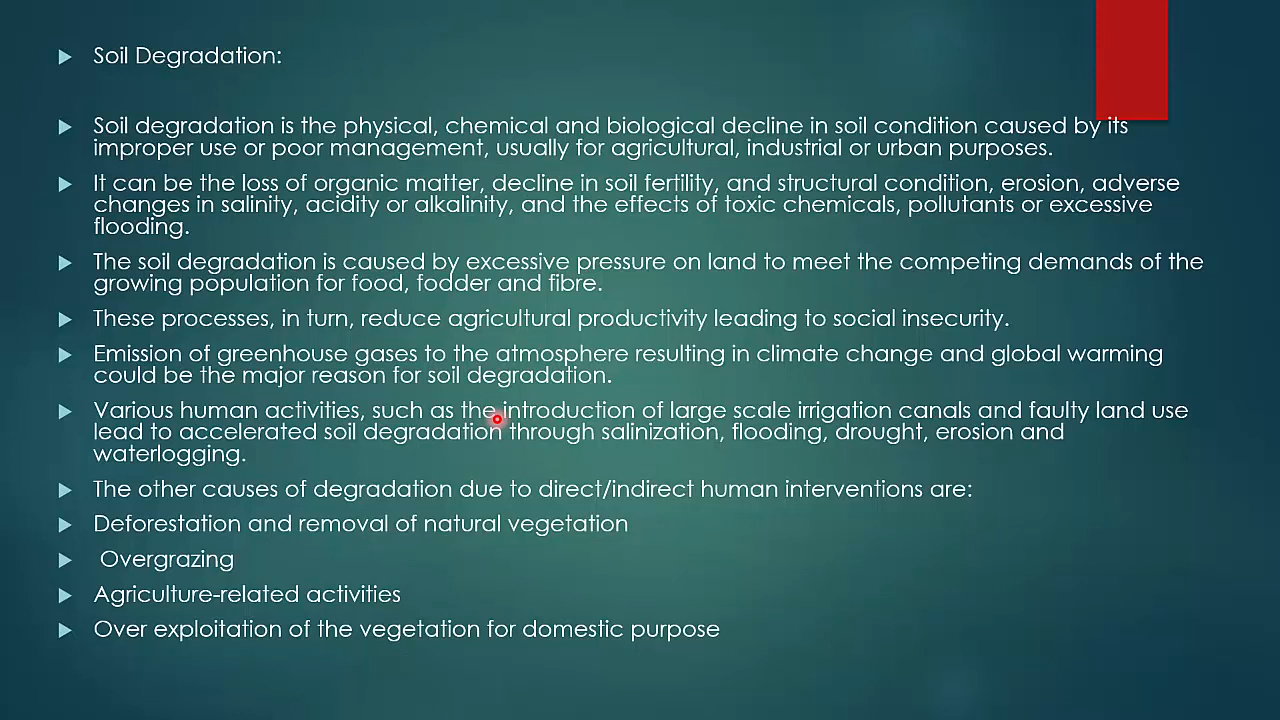 Soil Degradation:
Soil degradation is the physical, chemical and biological decline in soil condition caused by its
improper use or poor management, usually for agricultural, industrial or urban purposes.
It can be the loss of organic matter, decline in soil fertility, and structural condition, erosion, adverse
changes in salinity, acidity or alkalinity, and the effects of toxic chemicals, pollutants or excessive
flooding.
The soil degradation is caused by excessive pressure on land to meet the competing demands of the
growing population for food, fodder and fibre.
These processes, in turn, reduce agricultural productivity leading to social insecurity.
Emission of greenhouse gases to the atmosphere resulting in climate change and global warming
could be the major reason for soil degradation.
Various human activities, such as the introduction of large scale irrigation canals and faulty land use
lead to accelerated soil degradation through salinization, flooding, drought, erosion and
waterlogging.
The other causes of degradation due to direct/indirect human interventions are:
Deforestation and removal of natural vegetation
Overgrazing
Agriculture-related activities
Over exploitation of the vegetation for domestic purpose